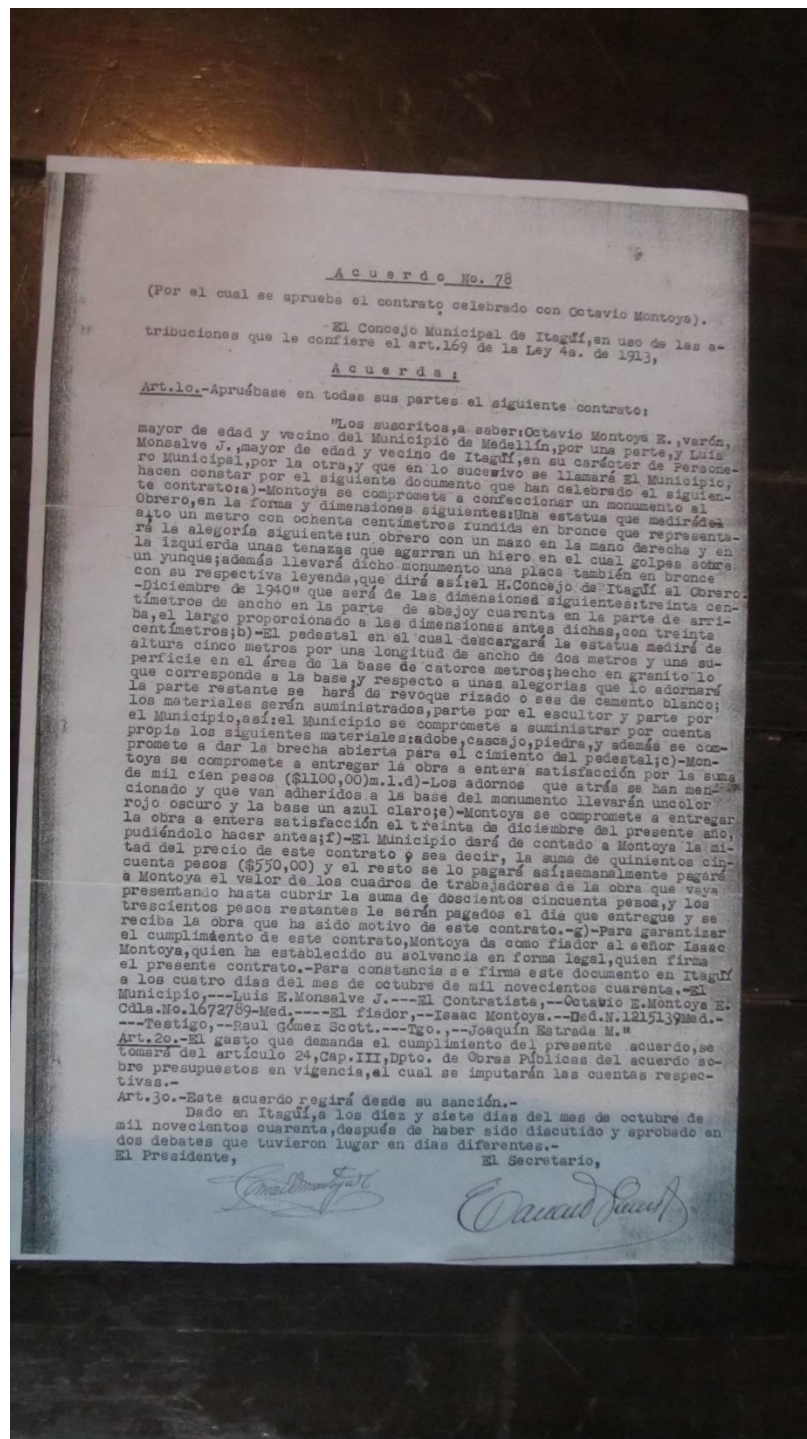 Acuerdo No. 78
(Por el cual se aprueba el contrato celebrado con Octavio Montoya).
-El Concejo Municipal de Itagüí,en uso de las a-
tribuciones que le confiere el art.169 de la Ley 4a. de 1913,
Acuerda:
Art.1o.-Apruébase en todas sus partes el siguiente contrato:
"Los suscritos,a saber:Octavio Montoya E.,varón,
mayor de edad y vecino del Municipio de Medellín,por una parte,y Luis
Monsalve J.,mayor de edad y vecino de Itagüí,en su carácter de Persone-
ro Municipal,por la otra,y que en lo sucesivo se llamará El Municipio,
hacen constar por el siguiente documento que han celebrado el siguien-
te contrato:a)-Montoya se compromete a confeccionar un monumento al
Obrero,en la forma y dimensiones siguientes:Una estatua que medirá de
alto un metro con ochenta centímetros fundida en bronce que representa-
rá la alegoría siguiente:un obrero con un mazo en la mano derecha y en
la izquierda unas tenazas que agarran un hiero en el cual golpea sobre
un yunque;además llevará dicho monumento una placa también en bronce
con su respectiva leyenda,que dirá así:el H.Concejo de Itagüí al Obrero.
-Diciembre de 1940" que será de las dimensiones siguientes:treinta cen-
tímetros de ancho en la parte de abajoy cuarenta en la parte de arri-
ba,el largo proporcionado a las dimensiones antes dichas,con treinta
centímetros;b)-El pedestal en el cual descargará la estatua medirá de
altura cinco metros por una longitud de ancho de dos metros y una su-
perficie en el área de la base de catorce metros;hecho en granito lo
que corresponde a la base,y respecto a unas alegorias que lo adornará
la parte restante se hará de revoque rizado o sea de cemento blanco;
los materiales serán suministrados,parte por el escultor y parte por
el Municipio,así:el Municipio se compromete a suministrar por cuenta
propia los siguientes materiales:adobe,cascajo,piedra,y además se com-
promete a dar la brecha abierta para el cimiento del pedestal;c)-Mon-
toya se compromete a entregar la obra a entera satisfacción por la suma
de mil cien pesos ($1100,00)m.l.d)-Los adornos que atrás se han men-
cionado y que van adheridos a la base del monumento llevarán uncolor
rojo oscuro y la base un azul claro;e)-Montoya se compromete a entregar
la obra a entera satisfacción el treinta de diciembre del presente año,
pudiéndolo hacer antes;f)-El Municipio dará de contado a Montoya la mi-
tad del precio de este contrato o sea decir, la suma de quinientos cin-
cuenta pesos ($550,00) y el resto se lo pagará así:semanalmente pagará
a Montoya el valor de los cuadros de trabajadores de la obra que vaya
presentando hasta cubrir la suma de doscientos cincuenta pesos,y los
trescientos pesos restantes le serán pagados el dia que entregue y se
reciba la obra que ha sido motivo de este contrato.-g)-Para garantizar
el cumplimiento de este contrato,Montoya da como fiador al señor Isaac
Montoya,quien ha establecido su solvencia en forma legal,quien firma
el presente contrato.-Para constancia se firma este documento en Itagüí
a los cuatro dias del mes de octubre de mil novecientos cuarenta.-El
Municipio,---Luis E.Monsalve J.---El Contratista,--Octavio E.Montoya E.
Cdla.No.1672789-Med.----El fiador,--Isaac Montoya.--Ded.N.1215139Med.-
---Testigo,--Raul Gómez Scott.---Tgo.,--Joaquín Estrada M."
Art.2o.-El gasto que demanda el cumplimiento del presente acuerdo,se
tomará del artículo 24,Cap.III,Dpto. de Obras Públicas del acuerdo so-
bre presupuestos en vigencia,al cual se imputarán las cuentas respec-
tivas.-
Art.3o.-Este acuerdo regirá desde su sanción.-
Dado en Itagüí,a los diez y siete dias del mes de octubre de
mil novecientos cuarenta,después de haber sido discutido y aprobado en
dos debates que tuvieron lugar en dias diferentes.-
El Presidente, El Secretario,